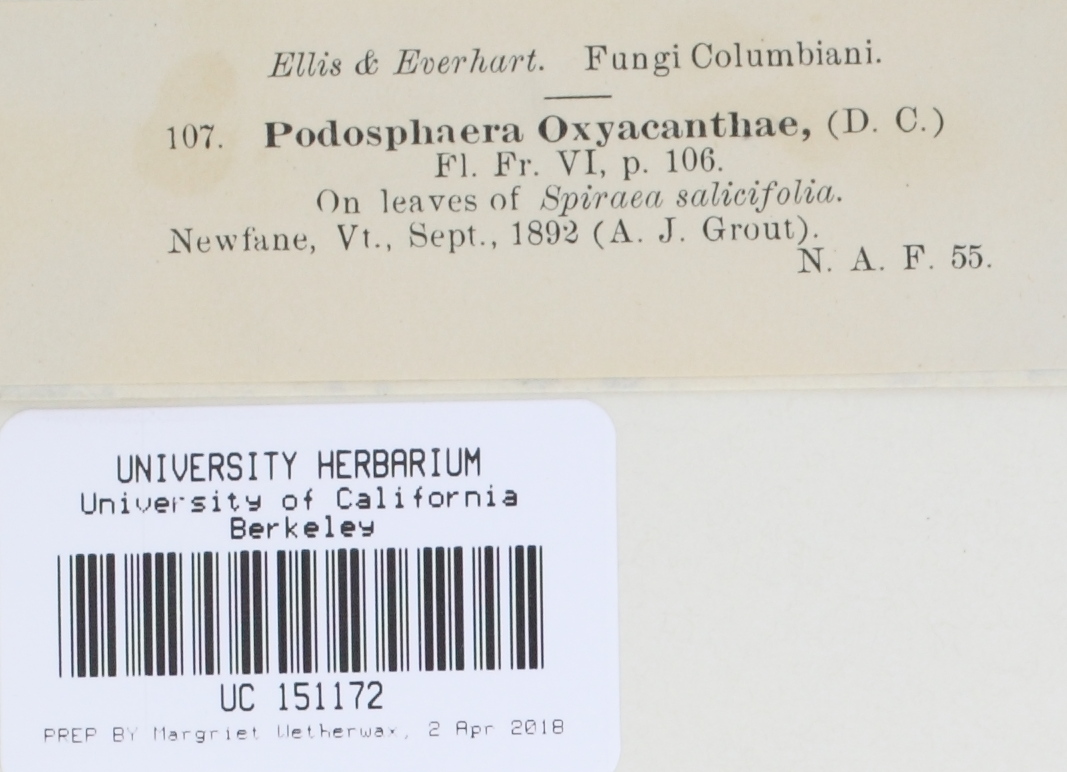 Ellis & Everhart. Fungi Columbiani.
107. Podosphaera Oxyacanthae, (D. C.)
Fl. Fr. VI, p. 106.
On leaves of Spiraea salicifolia.
Newfane, Vt., Sept., 1892 (A. J. Grout).
N. A. F. 55.
UNIVERSITY HERBARIUM
University of California
Berkeley
UC 151172
PREP BY Margriet Wetherwax, 2 Apr 2018